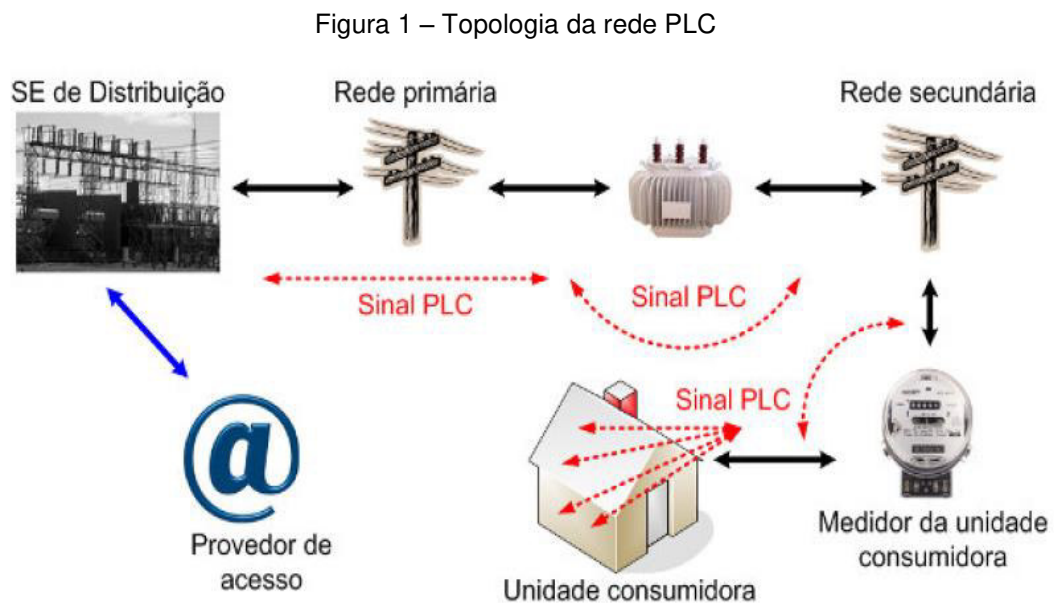 Figura 1 – Topologia da rede PLC
SE de Distribuição
Rede primária
Rede secundária
Sinal PLC
Sinal PLC
Sinal PLC
@
Provedor de
acesso
Unidade consumidora
Medidor da unidade
consumidora